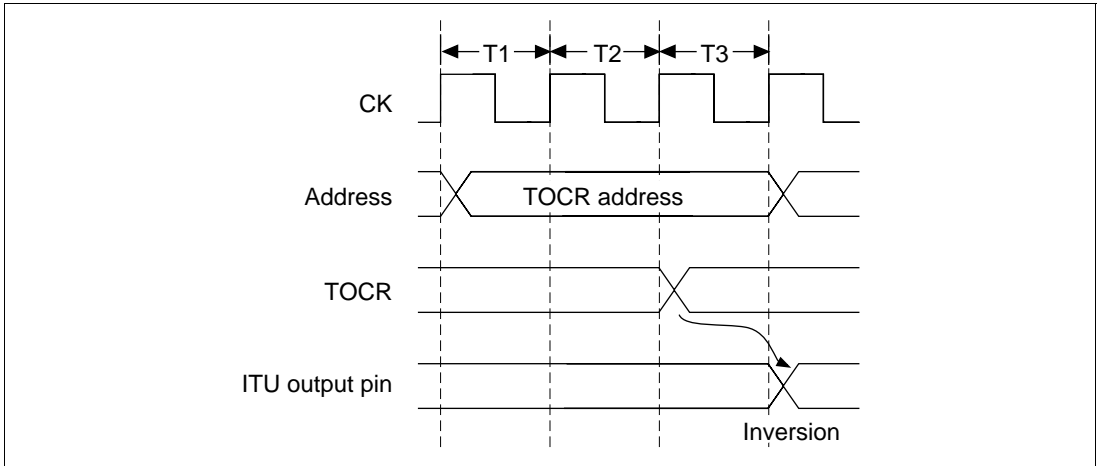 T1 T2 T3
CK
Address
TOCR address
TOCR
ITU output pin
Inversion